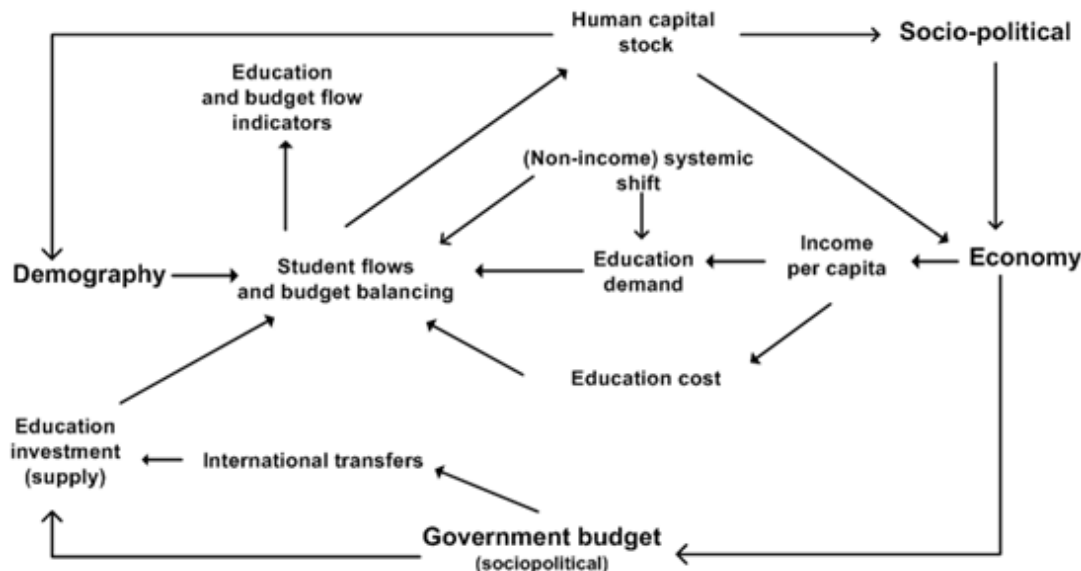 Human capital
stock
Socio-political
Education
and budget flow
indicators
(Non-income) systemic
shift
Demography
Student flows
and budget balancing
Education
demand
Income
per capita
Economy
Education cost
Education
investment
(supply)
International transfers
Government budget
(sociopolitical)